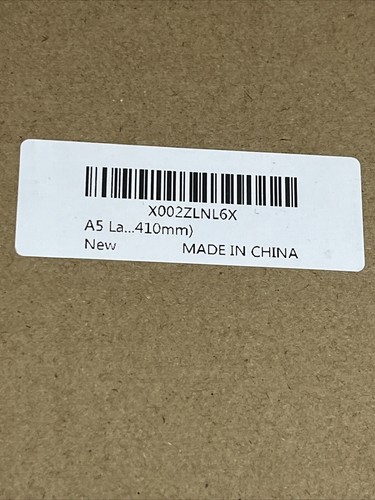 X002ZLNL6X
A5 La...410mm)
New MADE IN CHINA